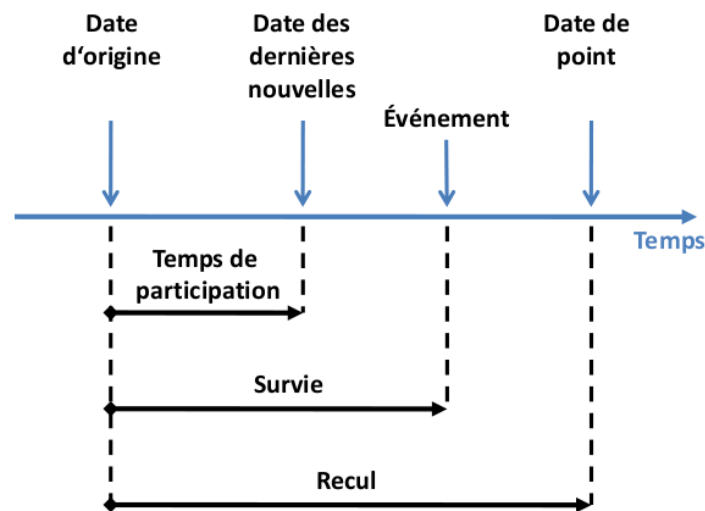 Date
d‘origine
Date des
dernières
nouvelles
Événement
Date de
point
Temps
Temps de
participation
Survie
Recul